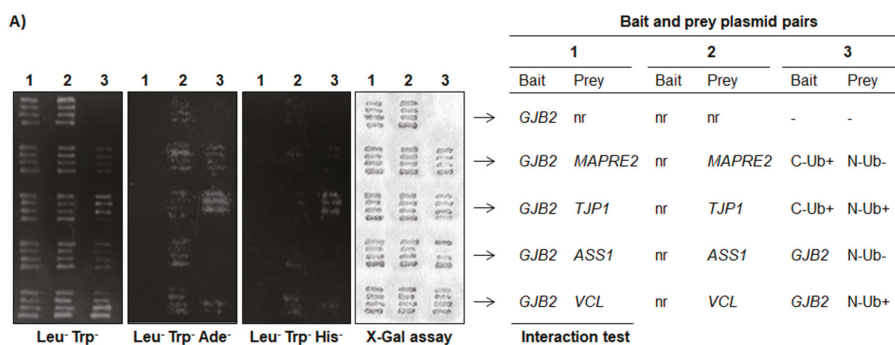 A)
Bait and prey plasmid pairs
1 2 3
Bait Prey Bait Prey Bait Prey
1 2 3 1 2 3 1 2 3 1 2 3
GJB2 nr nr nr - -
GJB2 MAPRE2 nr MAPRE2 C-Ub+ N-Ub-
GJB2 TJP1 nr TJP1 C-Ub+ N-Ub+
GJB2 ASS1 nr ASS1 GJB2 N-Ub-
GJB2 VCL nr VCL GJB2 N-Ub+
Leu⁻ Trp⁻ Leu⁻ Trp⁻ Ade⁻ Leu⁻ Trp⁻ His⁻ X-Gal assay Interaction test